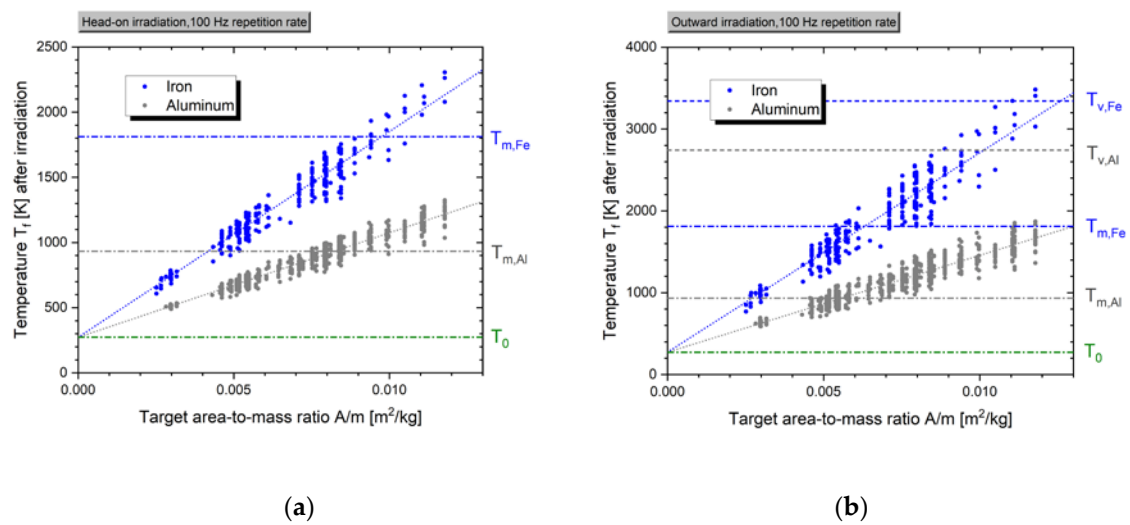 Head-on irradiation,100 Hz repetition rate
2500
2000
1500
1000
500
0
Temperature T_f [K] after irradiation
Iron
Aluminum
T_m,Fe
T_m,Al
T_0
0.000
0.005
0.010
Target area-to-mass ratio A/m [m²/kg]
(a)
Outward irradiation,100 Hz repetition rate
4000
3000
2000
1000
0
Temperature T_f [K] after irradiation
Iron
Aluminum
T_v,Fe
T_v,Al
T_m,Fe
T_m,Al
T_0
0.000
0.005
0.010
Target area-to-mass ratio A/m [m²/kg]
(b)